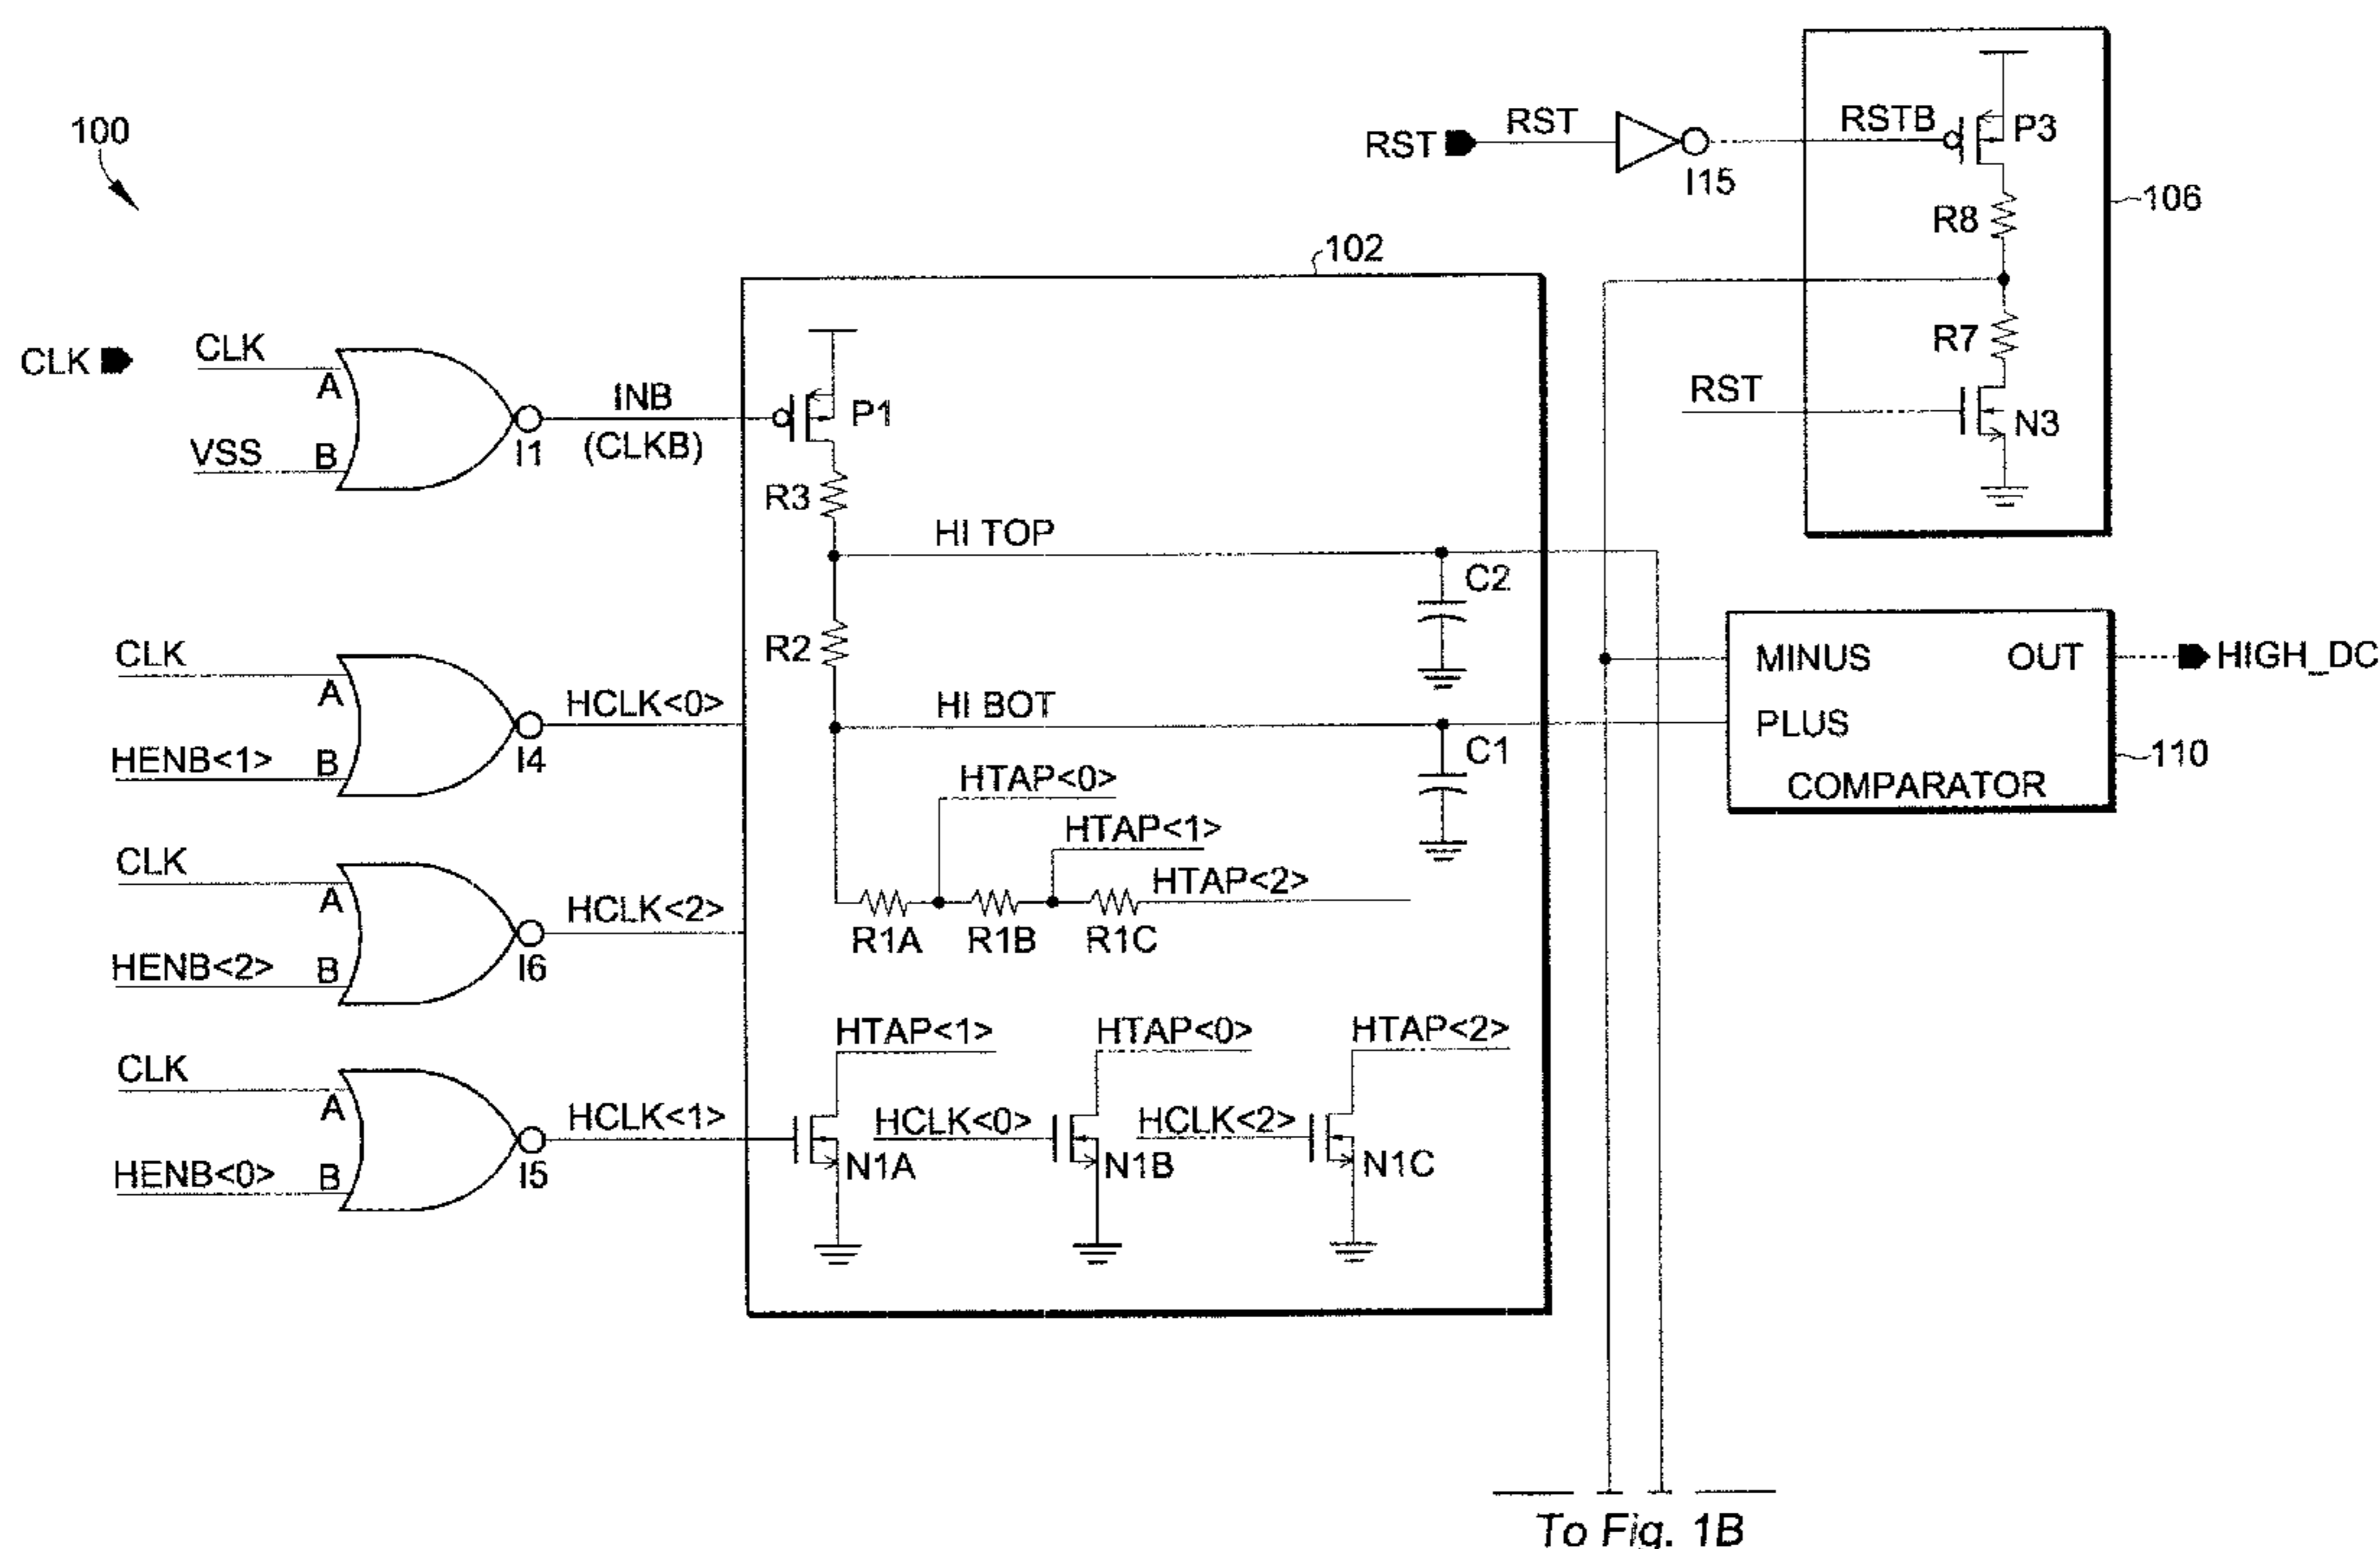 100
CLK
CLK
A
VSS
B
I1
INB
(CLKB)
CLK
A
HENB<1>
B
I4
HCLK<0>
CLK
A
HENB<2>
B
I6
HCLK<2>
CLK
A
HENB<0>
B
I5
HCLK<1>
102
P1
R3
HI TOP
C2
R2
HI BOT
C1
HTAP<0>
HTAP<1>
HTAP<2>
R1A
R1B
R1C
HTAP<1>
HTAP<0>
HTAP<2>
HCLK<0>
HCLK<2>
N1A
N1B
N1C
RST
RST
I15
RSTB
P3
106
R8
R7
RST
N3
MINUS
OUT
HIGH_DC
PLUS
110
COMPARATOR
To Fig. 1B